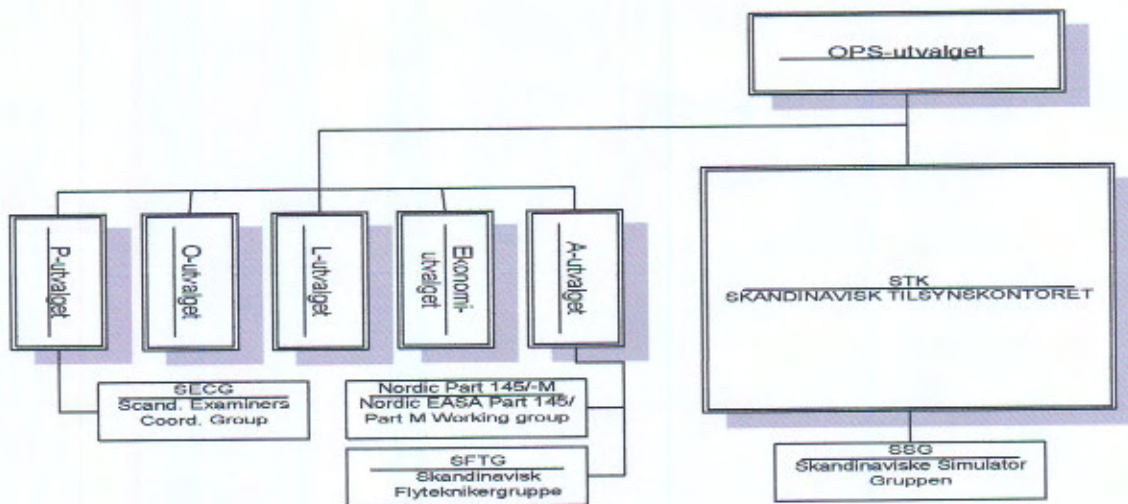 OPS-utvalget
P-utvalget
O-utvalget
L-utvalget
Ekonomi-
utvalget
A-utvalget
STK
SKANDINAVISK TILSYNSKONTORET
SECG
Scand. Examiners
Coord. Group
Nordic Part 145/-M
Nordic EASA Part 145/
Part M Working group
SFTG
Skandinavisk
Flyteknikergruppe
SSG
Skandinaviske Simulator
Gruppen